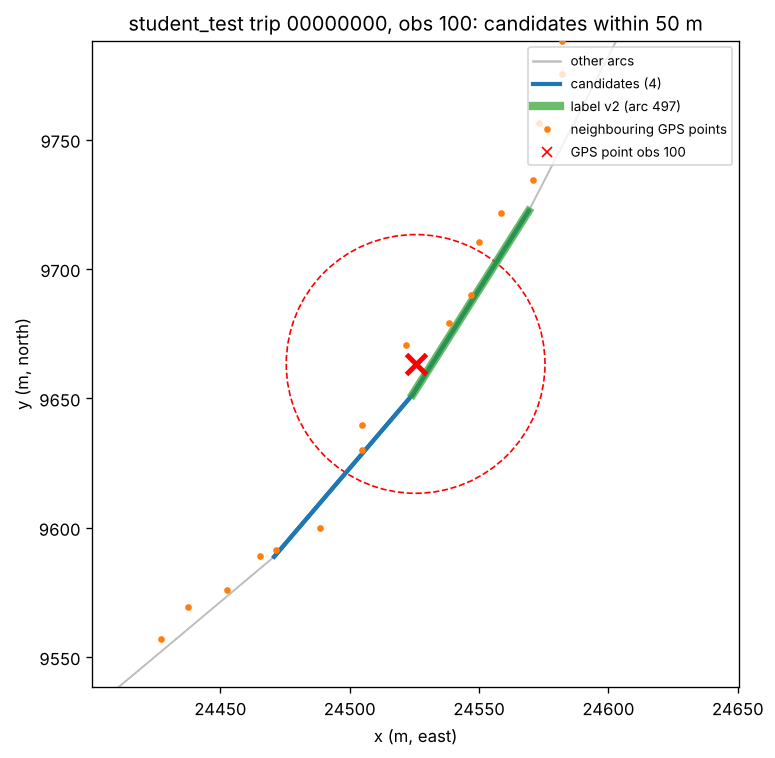 student_test trip 00000000, obs 100: candidates within 50 m
other arcs
candidates (4)
label v2 (arc 497)
neighbouring GPS points
GPS point obs 100
9750
9700
9650
9600
9550
y (m, north)
24450
24500
24550
24600
24650
x (m, east)